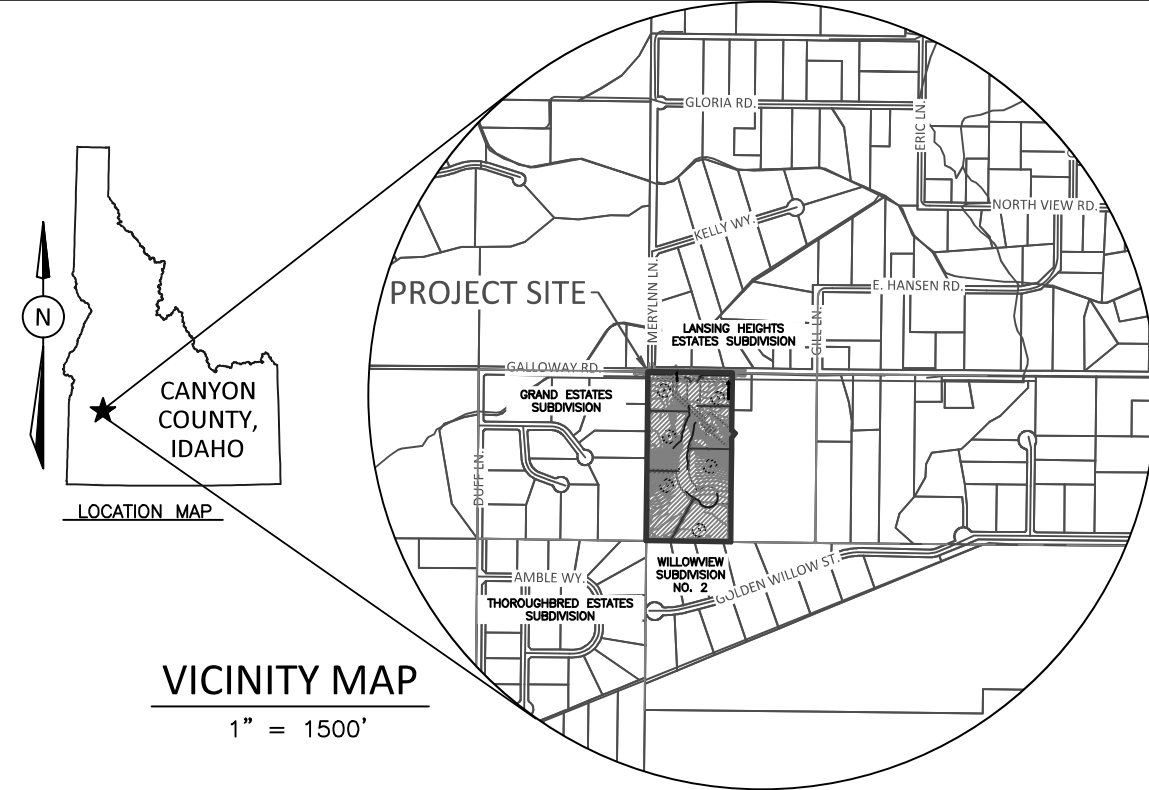 GLORIA RD.
ERIC LN.
NORTH VIEW RD.
KELLY WY.
MERYLNN LN.
E. HANSEN RD.
PROJECT SITE
GILL LN.
LANSING HEIGHTS
ESTATES SUBDIVISION
N
GALLOWAY RD.
GRAND ESTATES
SUBDIVISION
CANYON
COUNTY,
IDAHO
DUFF LN.
LOCATION MAP
WILLOWVIEW
SUBDIVISION
NO. 2
GOLDEN WILLOW ST.
AMBLE WY.
THOROUGHBRED ESTATES
SUBDIVISION
VICINITY MAP
1" = 1500'